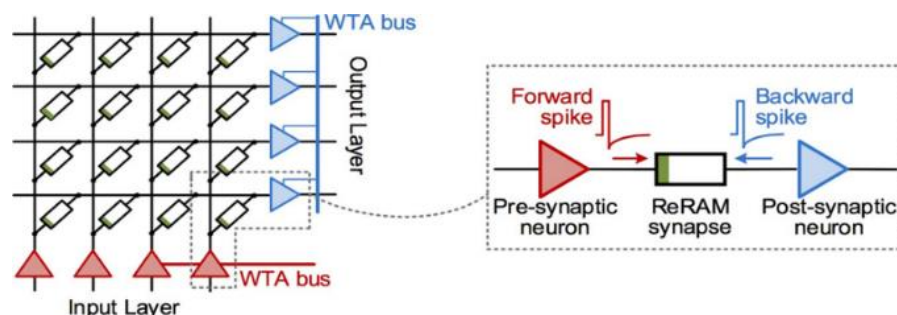 WTA bus
Output Layer
WTA bus
Input Layer
Forward
spike
Backward
spike
Pre-synaptic
neuron
ReRAM
synapse
Post-synaptic
neuron